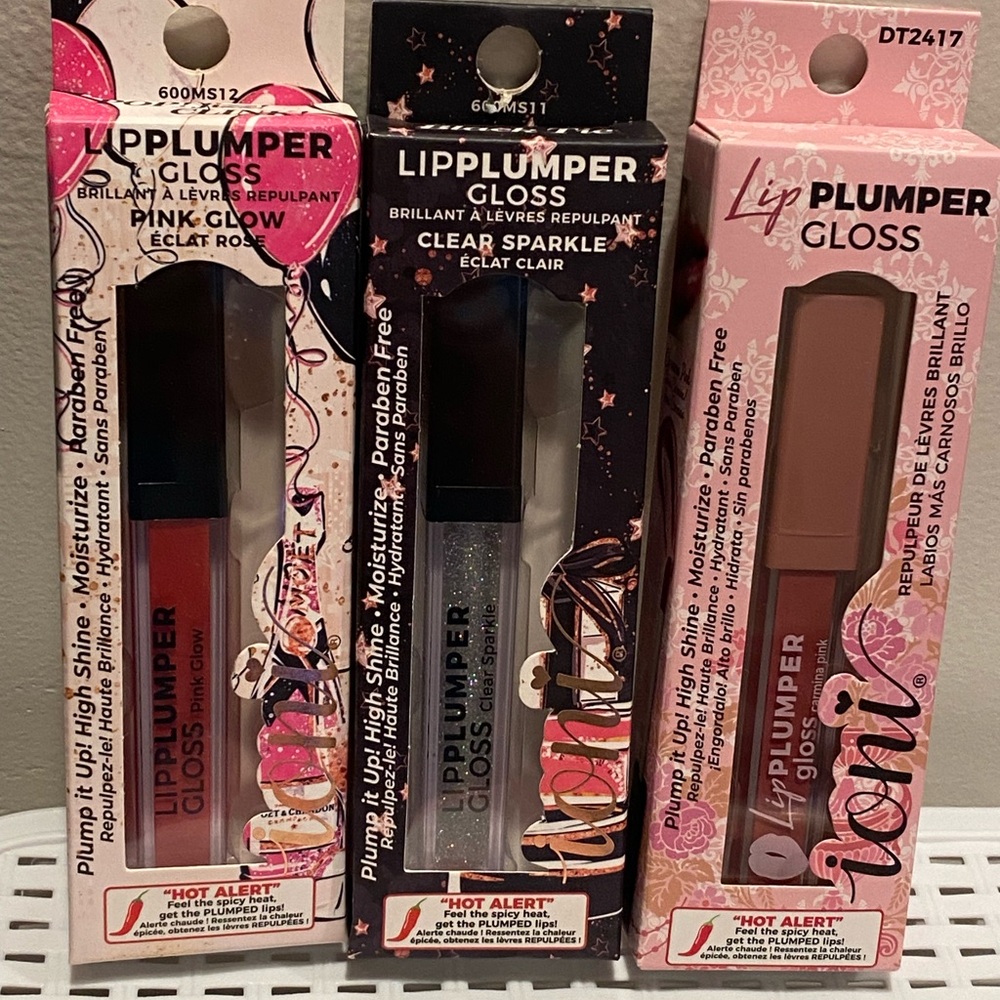 600MS12
LIPPLUMPER
GLOSS
BRILLANT À LÈVRES REPULPANT
PINK GLOW
ÉCLAT ROSE
Plump it Up! High Shine • Moisturize • Paraben Free
Repulpez-le! Haute Brillance • Hydratant • Sans Paraben
LIPPLUMPER
GLOSS Pink Glow
ioni®
"HOT ALERT"
Feel the spicy heat,
get the PLUMPED lips!
Alerte chaude ! Ressentez la chaleur
épicée, obtenez les lèvres REPULPÉES !
600MS11
LIPPLUMPER
GLOSS
BRILLANT À LÈVRES REPULPANT
CLEAR SPARKLE
ÉCLAT CLAIR
Plump it Up! High Shine • Moisturize • Paraben Free
Repulpez-le! Haute Brillance • Hydratant • Sans Paraben
LIPPLUMPER
GLOSS Clear Sparkle
ioni®
"HOT ALERT"
Feel the spicy heat,
get the PLUMPED lips!
Alerte chaude ! Ressentez la chaleur
épicée, obtenez les lèvres REPULPÉES !
DT2417
Lip PLUMPER
GLOSS
Plump it Up! High Shine • Moisturize • Paraben Free
Repulpez-le! Haute Brillance • Hydratant • Sans Paraben
¡Engordalo! Alto brillo • Hidrata • Sin parabenos
REPULPEUR DE LÈVRES BRILLANT
LABIOS MÁS CARNOSOS BRILLO
Lip PLUMPER
gloss carmina pink
ioni®
"HOT ALERT"
Feel the spicy heat,
get the PLUMPED lips!
Alerte chaude ! Ressentez la chaleur
épicée, obtenez les lèvres REPULPÉES !